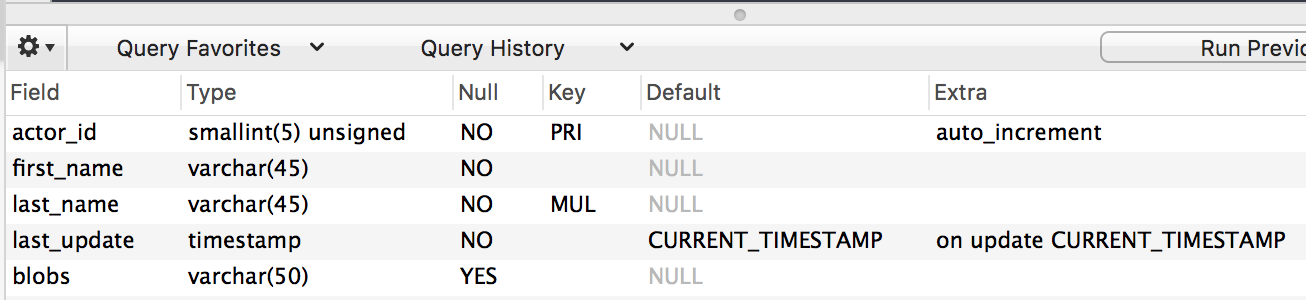 Query Favorites Query History Run Previo
Field Type Null Key Default Extra
actor_id smallint(5) unsigned NO PRI NULL auto_increment
first_name varchar(45) NO NULL
last_name varchar(45) NO MUL NULL
last_update timestamp NO CURRENT_TIMESTAMP on update CURRENT_TIMESTAMP
blobs varchar(50) YES NULL